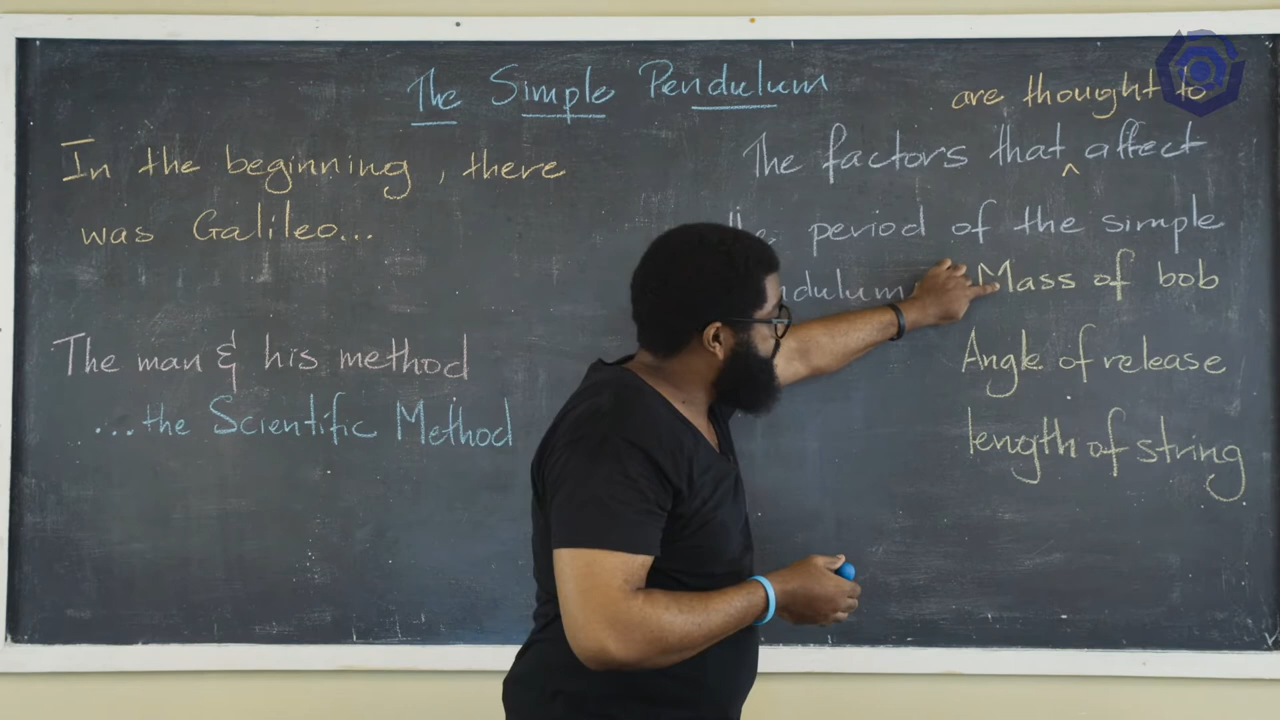 The Simple Pendulum
In the beginning, there
was Galileo...
The man & his method
...the Scientific Method
are thought to
The factors that ^ affect
period of the simple
Mass of bob
Angle of release
length of string